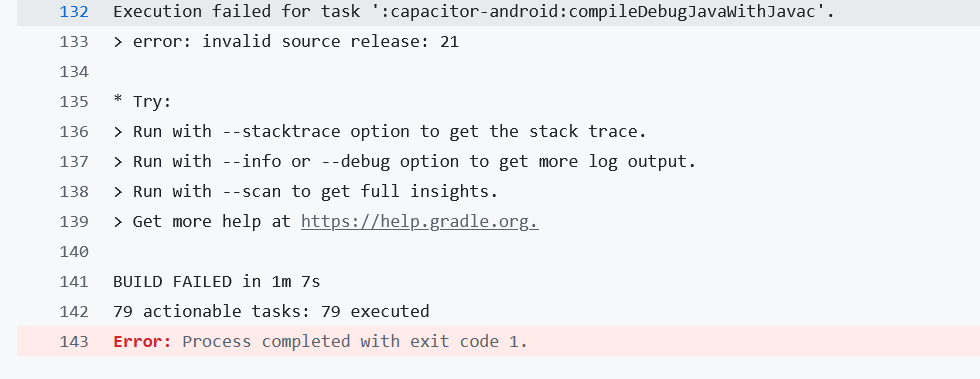 132 Execution failed for task ':capacitor-android:compileDebugJavaWithJavac'.
133 > error: invalid source release: 21
134
135 * Try:
136 > Run with --stacktrace option to get the stack trace.
137 > Run with --info or --debug option to get more log output.
138 > Run with --scan to get full insights.
139 > Get more help at https://help.gradle.org.
140
141 BUILD FAILED in 1m 7s
142 79 actionable tasks: 79 executed
143 Error: Process completed with exit code 1.